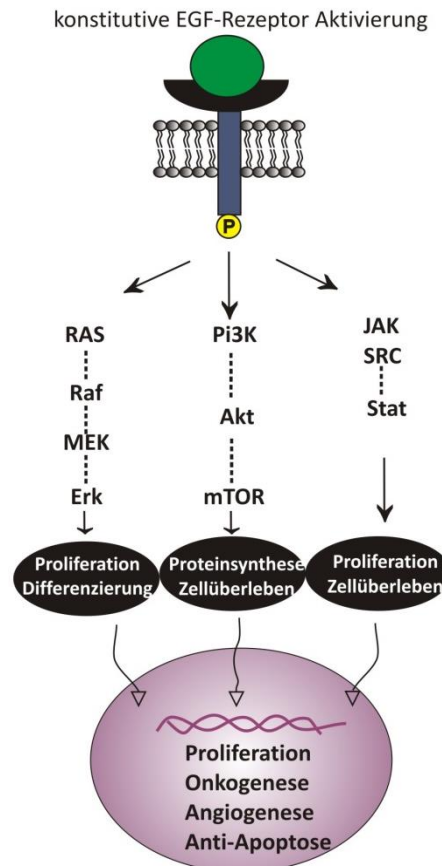 konstitutive EGF-Rezeptor Aktivierung
P
RAS
Raf
MEK
Erk
Pi3K
Akt
mTOR
JAK
SRC
Stat
Proliferation
Differenzierung
Proteinsynthese
Zellüberleben
Proliferation
Zellüberleben
Proliferation
Onkogenese
Angiogenese
Anti-Apoptose